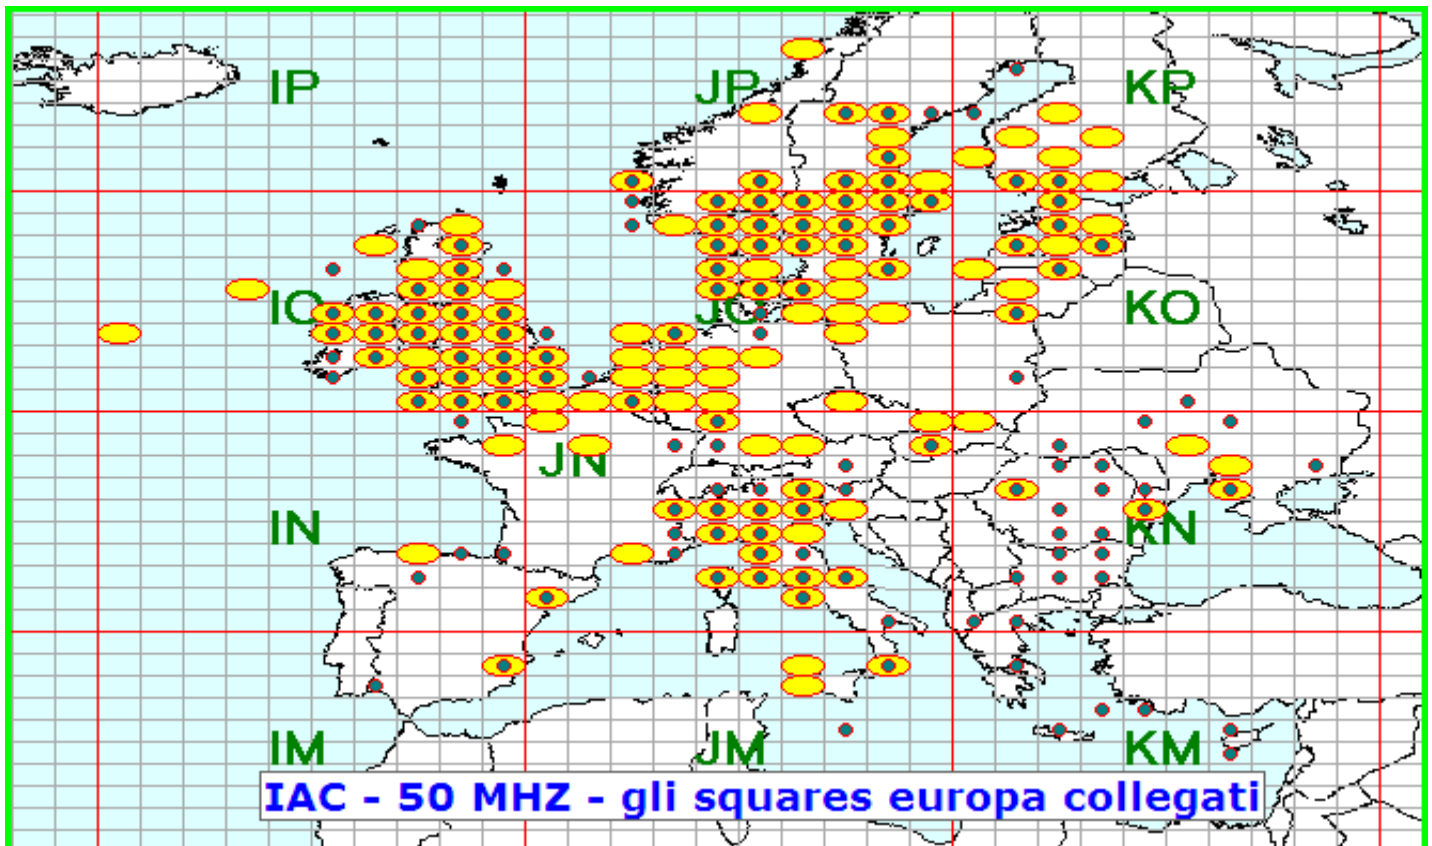 IP JP KP
IO JO KO
JN
IN KN
IM JM KM
IAC - 50 MHZ - gli squares europa collegati